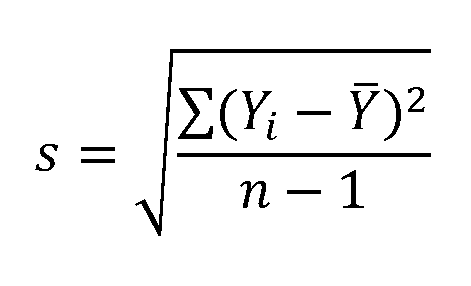 s = √(∑(Yᵢ − Ȳ)² / (n − 1))